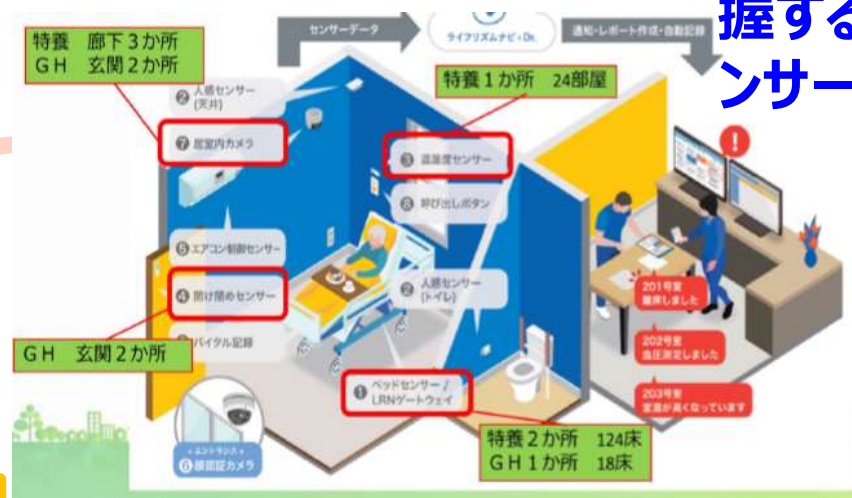 握する
ンサー
センサーデータ
ライフリズムナビ+Dr.
通知・レポート作成・自動記録
特養 廊下3か所
GH 玄関2か所
特養1か所 24部屋
②人感センサー
(天井)
⑦居室内カメラ
③温湿度センサー
⑧呼び出しボタン
⑤エアコン制御センサー
④開け閉めセンサー
②人感センサー
(トイレ)
GH 玄関2か所
バイタル記録
①ベッドセンサー /
LRNゲートウェイ
エントランス
⑥顔認証カメラ
特養2か所 124床
GH1か所 18床
!
201号室
離床しました
202号室
血圧測定しました
203号室
室温が高くなっています